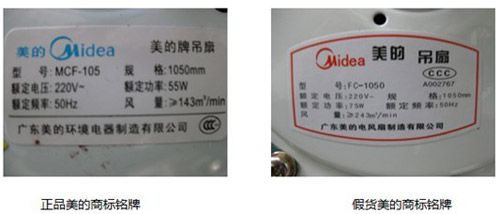 美的 Midea 美的牌吊扇
型 号:MCF-105 规 格:1050mm
额定电压:220V~ 额定功率:55W
额定频率:50Hz 风 量:≥143m³/min
广东美的环境电器制造有限公司
CCC
Midea 美的 吊扇
CCC
A002767
型 号:FC-1050
额定电压:220V~ 规 格:1050mm
额定功率:75W 额定频率:50Hz
风 量:≥243m³/min
广东美的电风扇制造有限公司
正品美的商标铭牌
假货美的商标铭牌